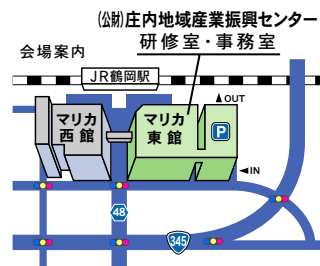 (公財)庄内地域産業振興センター
研修室・事務室
会場案内
JR鶴岡駅
OUT
マリカ
西館
マリカ
東館
P
IN
48
345